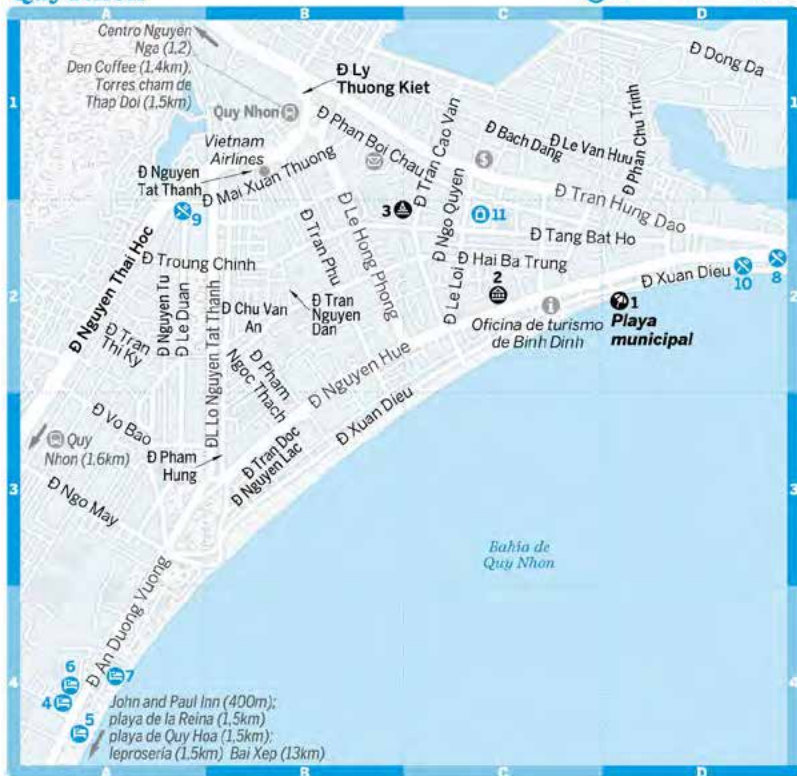 A B C D
Centro Nguyen
Nga (1,2)
Den Coffee (1,4km),
Torres cham de
Thap Doi (1,5km)
Đ Ly
Thuong Kiet
Đ Dong Da
1
1
Quy Nhon
Đ Phan Boi Chau
Đ Tran Cao Van
Đ Bach Dang
Đ Le Van Huu
Đ Phan Chu Trinh
Vietnam
Airlines
$
Đ Nguyen
Tat Thanh
Đ Mai Xuan Thuong
Đ Tran Hung Dao
9
3
11
Đ Ngo Quyen
Đ Le Hong Phong
Đ Tran Phu
Đ Tang Bat Ho
Đ Nguyen Thai Hoc
Đ Troung Chinh
Đ Hai Ba Trung
2
Đ Xuan Dieu
10
8
2
2
Đ Nguyen Tu
Đ Le Duan
Đ Chu Van
An
Đ Tran
Nguyen
Dan
Đ Le Loi
i
Oficina de turismo
de Binh Dinh
1
Playa
municipal
Đ Tran
Thi Ky
ĐL Lo Nguyen Tat Thanh
Đ Pham
Ngoc Thach
Đ Nguyen Hue
Đ Xuan Dieu
Đ Vo Bao
Quy
Nhon (1.6km)
Đ Pham
Hung
Đ Tran Doc
Đ Nguyen Lac
3
3
Đ Ngo May
Bahía de
Quy Nhon
Đ An Duong Vuong
6
7
4
4
4
5
John and Paul Inn (400m);
playa de la Reina (1,5km)
playa de Quy Hoa (1,5km);
leprosería (1,5km) Bai Xep (13km)
A B C D